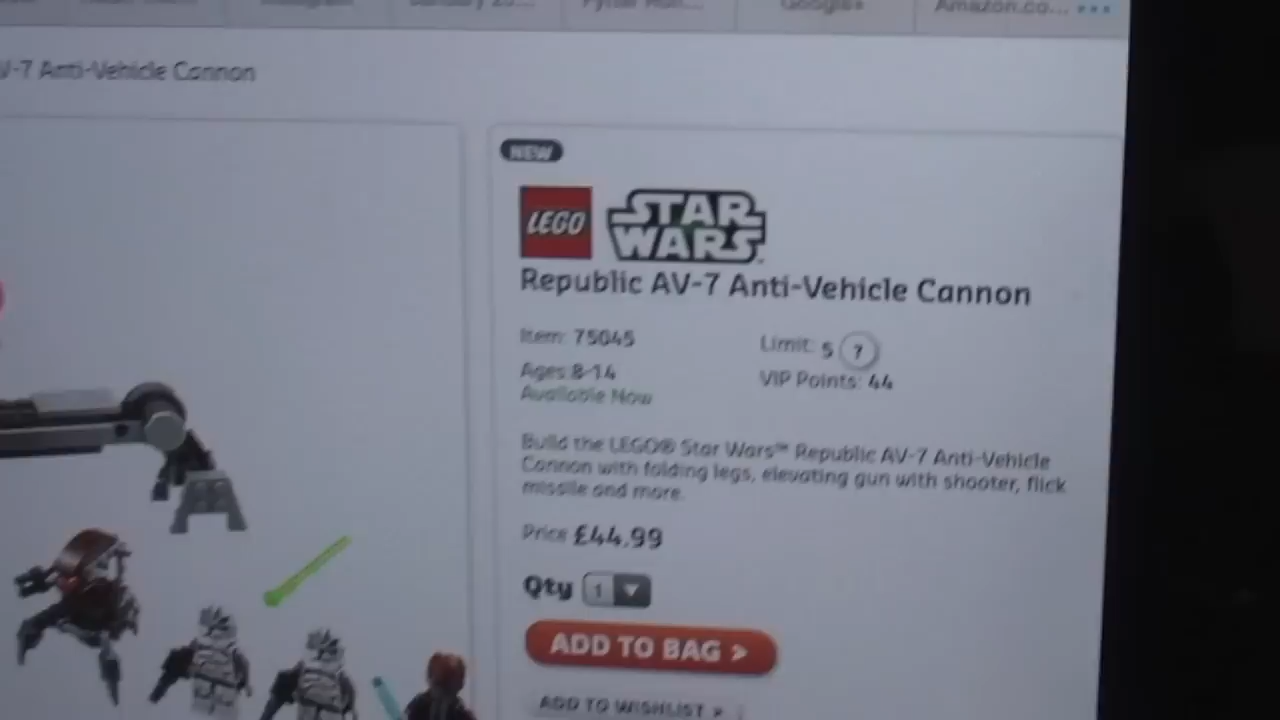 Google+
Amazon.co...
V-7 Anti-Vehicle Cannon
NEW
LEGO
STAR
WARS
Republic AV-7 Anti-Vehicle Cannon
Item: 75045
Limit: 5 ?
Ages 8-14
VIP Points: 44
Available Now
Build the LEGO® Star Wars™ Republic AV-7 Anti-Vehicle
Cannon with folding legs, elevating gun with shooter, flick
missile and more.
Price £44.99
Qty 1
ADD TO BAG >
ADD TO WISHLIST >